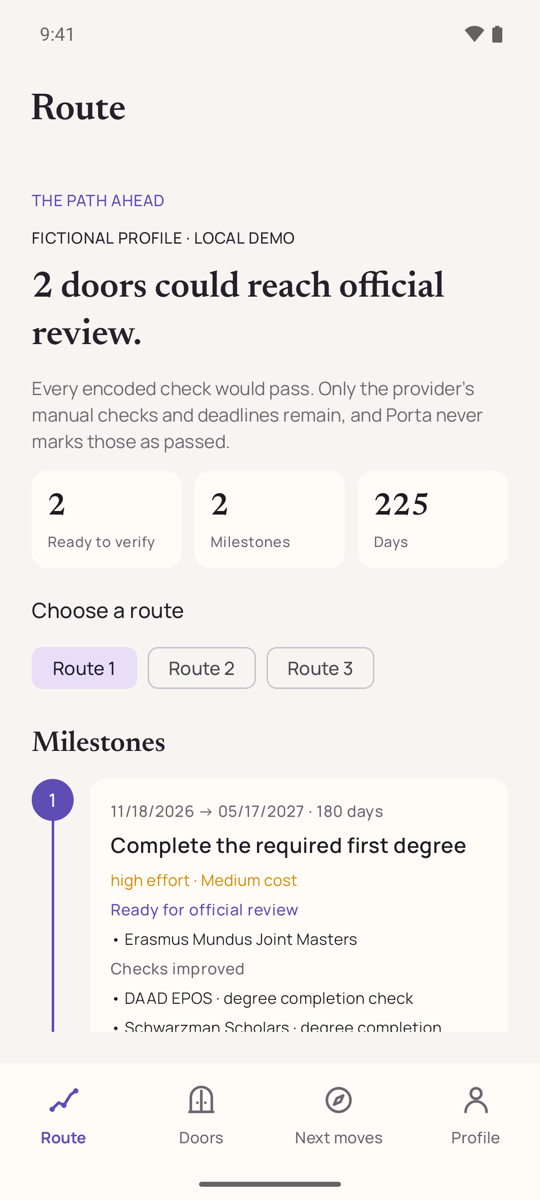 9:41
Route
THE PATH AHEAD
FICTIONAL PROFILE · LOCAL DEMO
2 doors could reach official
review.
Every encoded check would pass. Only the provider's
manual checks and deadlines remain, and Porta never
marks those as passed.
2
Ready to verify
2
Milestones
225
Days
Choose a route
Route 1
Route 2
Route 3
Milestones
1
11/18/2026 → 05/17/2027 · 180 days
Complete the required first degree
high effort · Medium cost
Ready for official review
• Erasmus Mundus Joint Masters
Checks improved
• DAAD EPOS · degree completion check
• Schwarzman Scholars · degree completion
Route
Doors
Next moves
Profile